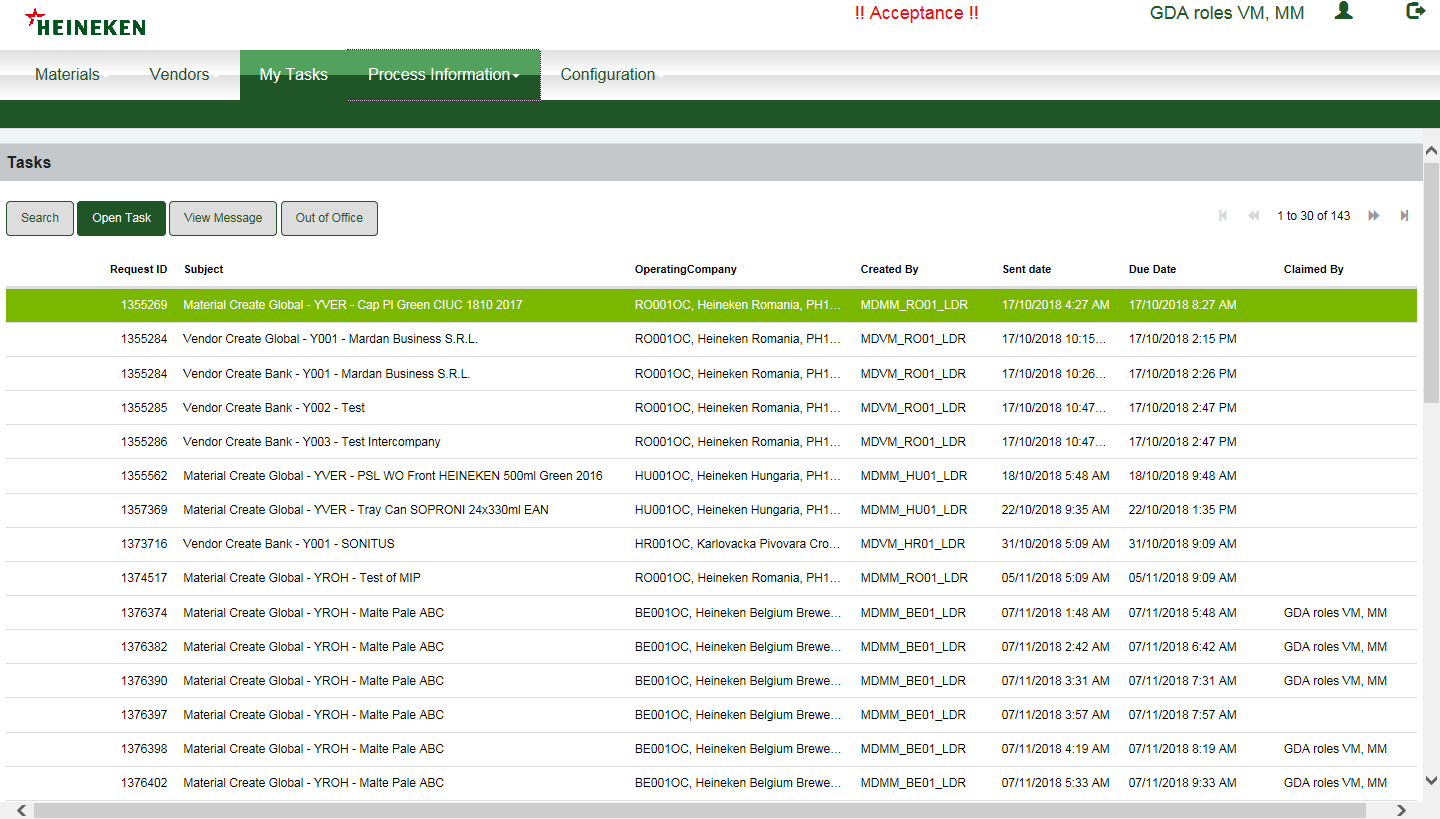 HEINEKEN !! Acceptance !! GDA roles VM, MM
Materials Vendors My Tasks Process Information Configuration
Tasks
Search Open Task View Message Out of Office 1 to 30 of 143
Request ID Subject OperatingCompany Created By Sent date Due Date Claimed By
1355269 Material Create Global - YVER - Cap Pl Green CIUC 1810 2017 RO001OC, Heineken Romania, PH1... MDMM_RO01_LDR 17/10/2018 4:27 AM 17/10/2018 8:27 AM
1355284 Vendor Create Global - Y001 - Mardan Business S.R.L. RO001OC, Heineken Romania, PH1... MDVM_RO01_LDR 17/10/2018 10:15... 17/10/2018 2:15 PM
1355284 Vendor Create Bank - Y001 - Mardan Business S.R.L. RO001OC, Heineken Romania, PH1... MDVM_RO01_LDR 17/10/2018 10:26... 17/10/2018 2:26 PM
1355285 Vendor Create Bank - Y002 - Test RO001OC, Heineken Romania, PH1... MDVM_RO01_LDR 17/10/2018 10:47... 17/10/2018 2:47 PM
1355286 Vendor Create Bank - Y003 - Test Intercompany RO001OC, Heineken Romania, PH1... MDVM_RO01_LDR 17/10/2018 10:47... 17/10/2018 2:47 PM
1355562 Material Create Global - YVER - PSL WO Front HEINEKEN 500ml Green 2016 HU001OC, Heineken Hungaria, PH1... MDMM_HU01_LDR 18/10/2018 5:48 AM 18/10/2018 9:48 AM
1357369 Material Create Global - YVER - Tray Can SOPRONI 24x330ml EAN HU001OC, Heineken Hungaria, PH1... MDMM_HU01_LDR 22/10/2018 9:35 AM 22/10/2018 1:35 PM
1373716 Vendor Create Bank - Y001 - SONITUS HR001OC, Karlovacka Pivovara Cro... MDVM_HR01_LDR 31/10/2018 5:09 AM 31/10/2018 9:09 AM
1374517 Material Create Global - YROH - Test of MIP RO001OC, Heineken Romania, PH1... MDMM_RO01_LDR 05/11/2018 5:09 AM 05/11/2018 9:09 AM
1376374 Material Create Global - YROH - Malte Pale ABC BE001OC, Heineken Belgium Brewe... MDMM_BE01_LDR 07/11/2018 1:48 AM 07/11/2018 5:48 AM GDA roles VM, MM
1376382 Material Create Global - YROH - Malte Pale ABC BE001OC, Heineken Belgium Brewe... MDMM_BE01_LDR 07/11/2018 2:42 AM 07/11/2018 6:42 AM GDA roles VM, MM
1376390 Material Create Global - YROH - Malte Pale ABC BE001OC, Heineken Belgium Brewe... MDMM_BE01_LDR 07/11/2018 3:31 AM 07/11/2018 7:31 AM GDA roles VM, MM
1376397 Material Create Global - YROH - Malte Pale ABC BE001OC, Heineken Belgium Brewe... MDMM_BE01_LDR 07/11/2018 3:57 AM 07/11/2018 7:57 AM
1376398 Material Create Global - YROH - Malte Pale ABC BE001OC, Heineken Belgium Brewe... MDMM_BE01_LDR 07/11/2018 4:19 AM 07/11/2018 8:19 AM GDA roles VM, MM
1376402 Material Create Global - YROH - Malte Pale ABC BE001OC, Heineken Belgium Brewe... MDMM_BE01_LDR 07/11/2018 5:33 AM 07/11/2018 9:33 AM GDA roles VM, MM